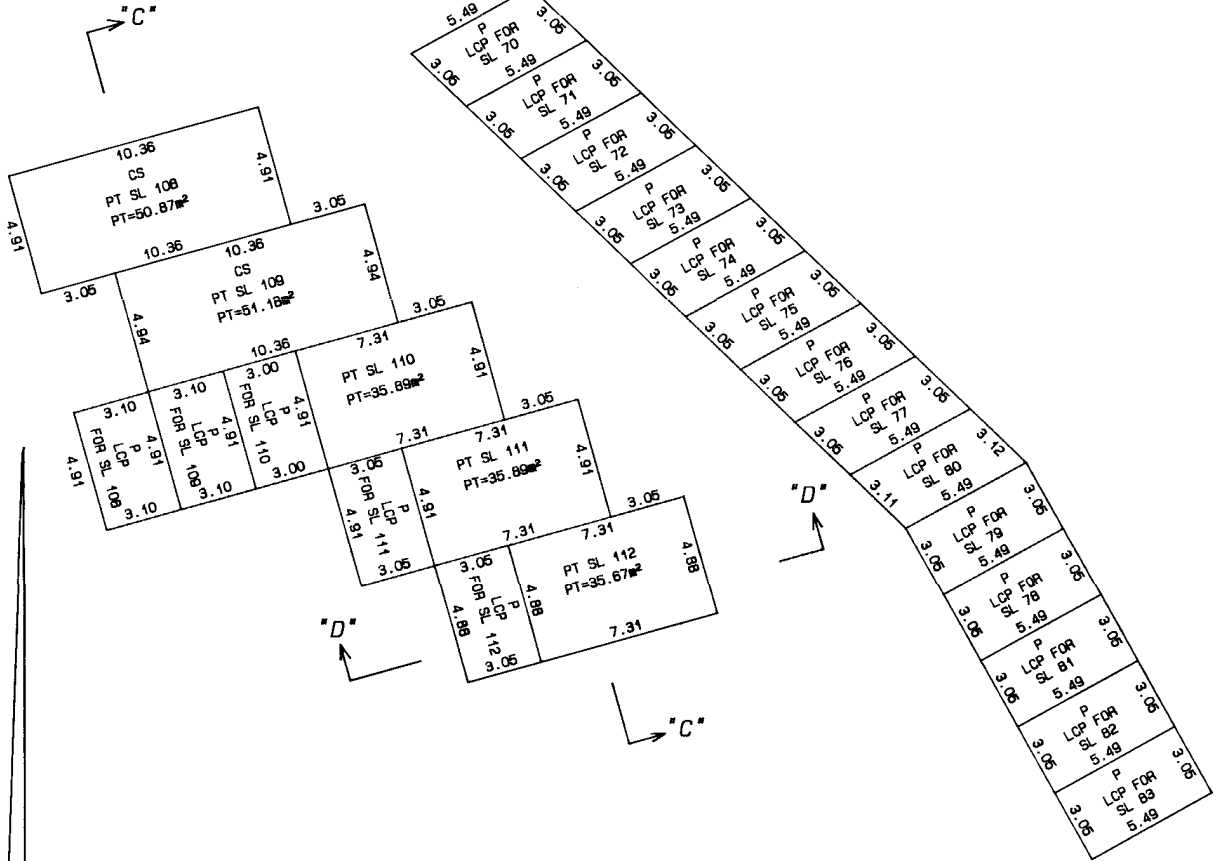 "C"
10.36
CS
PT SL 108
PT=50.87m²
4.91
4.91
10.36
3.05
3.05
10.36
CS
PT SL 109
PT=51.18m²
4.94
4.94
10.36
3.05
7.31
PT SL 110
PT=35.89m²
4.91
7.31
3.05
3.10
P
LCP
FOR SL 108
4.91
4.91
3.10
3.10
P
LCP
FOR SL 109
4.91
3.10
3.00
P
LCP
FOR SL 110
4.91
3.00
7.31
PT SL 111
PT=35.89m²
4.91
7.31
3.05
3.05
P
LCP
FOR SL 111
4.91
4.91
3.05
7.31
PT SL 112
PT=35.67m²
4.88
7.31
3.05
P
LCP
FOR SL 112
4.88
4.88
3.05
"D"
"D"
"C"
5.49
P
LCP FOR
SL 70
3.05
3.05
5.49
P
LCP FOR
SL 71
3.05
3.05
5.49
P
LCP FOR
SL 72
3.05
3.05
5.49
P
LCP FOR
SL 73
3.05
3.05
5.49
P
LCP FOR
SL 74
3.05
3.05
5.49
P
LCP FOR
SL 75
3.05
3.05
5.49
P
LCP FOR
SL 76
3.05
3.05
5.49
P
LCP FOR
SL 77
3.05
3.05
5.49
P
LCP FOR
SL 80
3.11
3.12
5.49
P
LCP FOR
SL 79
3.05
3.05
5.49
P
LCP FOR
SL 78
3.05
3.05
5.49
P
LCP FOR
SL 81
3.05
3.05
5.49
P
LCP FOR
SL 82
3.05
3.05
5.49
P
LCP FOR
SL 83
3.05
3.05
5.49